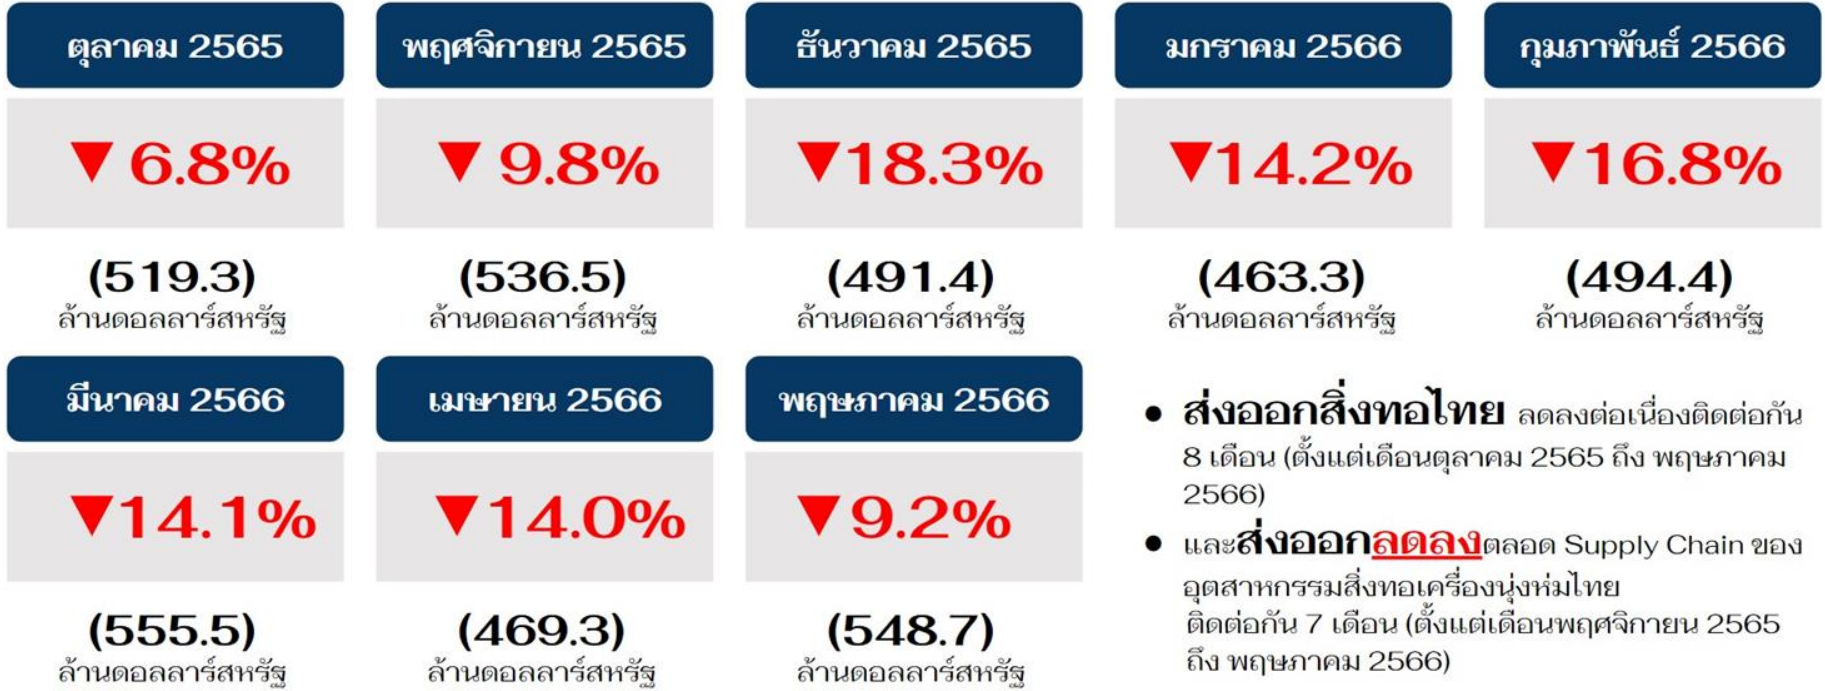 ตุลาคม 2565
▼ 6.8%
(519.3)
ล้านดอลลาร์สหรัฐ
พฤศจิกายน 2565
▼ 9.8%
(536.5)
ล้านดอลลาร์สหรัฐ
ธันวาคม 2565
▼18.3%
(491.4)
ล้านดอลลาร์สหรัฐ
มกราคม 2566
▼14.2%
(463.3)
ล้านดอลลาร์สหรัฐ
กุมภาพันธ์ 2566
▼16.8%
(494.4)
ล้านดอลลาร์สหรัฐ
มีนาคม 2566
▼14.1%
(555.5)
ล้านดอลลาร์สหรัฐ
เมษายน 2566
▼14.0%
(469.3)
ล้านดอลลาร์สหรัฐ
พฤษภาคม 2566
▼9.2%
(548.7)
ล้านดอลลาร์สหรัฐ
• ส่งออกสิ่งทอไทย ลดลงต่อเนื่องติดต่อกัน
8 เดือน (ตั้งแต่เดือนตุลาคม 2565 ถึง พฤษภาคม
2566)
• และส่งออกลดลงตลอด Supply Chain ของ
อุตสาหกรรมสิ่งทอเครื่องนุ่งห่มไทย
ติดต่อกัน 7 เดือน (ตั้งแต่เดือนพฤศจิกายน 2565
ถึง พฤษภาคม 2566)